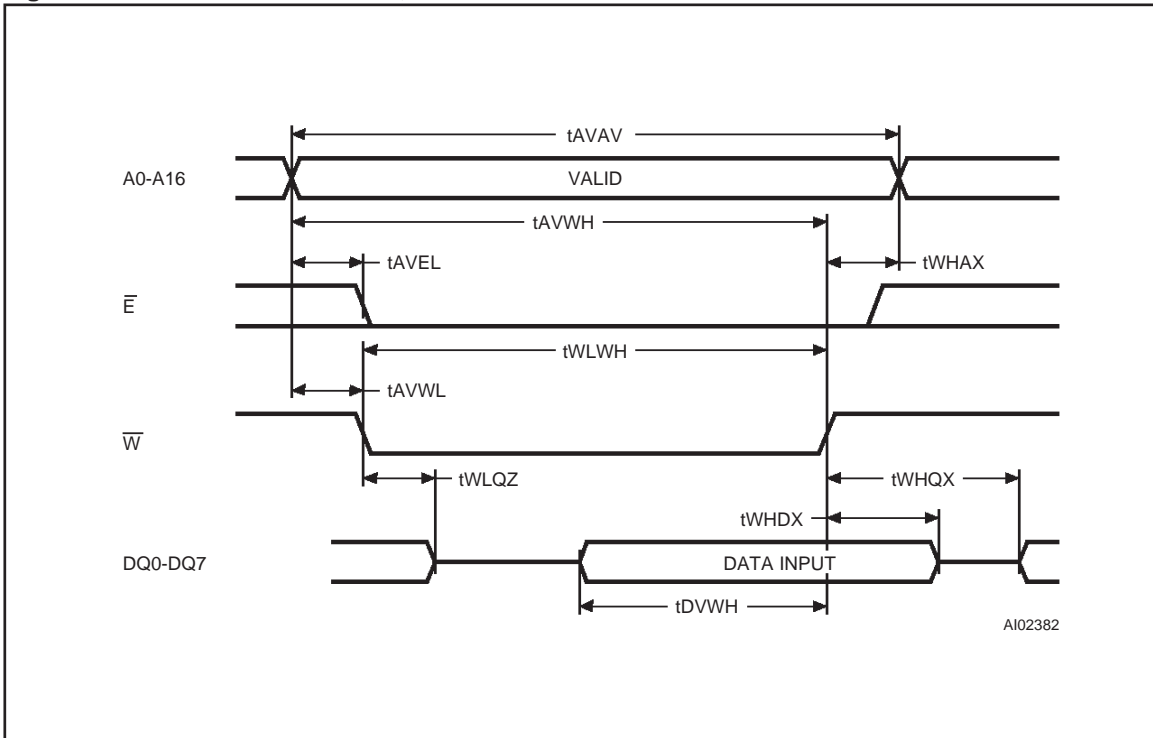 tAVAV
A0-A16
VALID
tAVWH
tAVEL
tWHAX
E̅
tWLWH
tAVWL
W̅
tWLQZ
tWHQX
tWHDX
DQ0-DQ7
DATA INPUT
tDVWH
AI02382